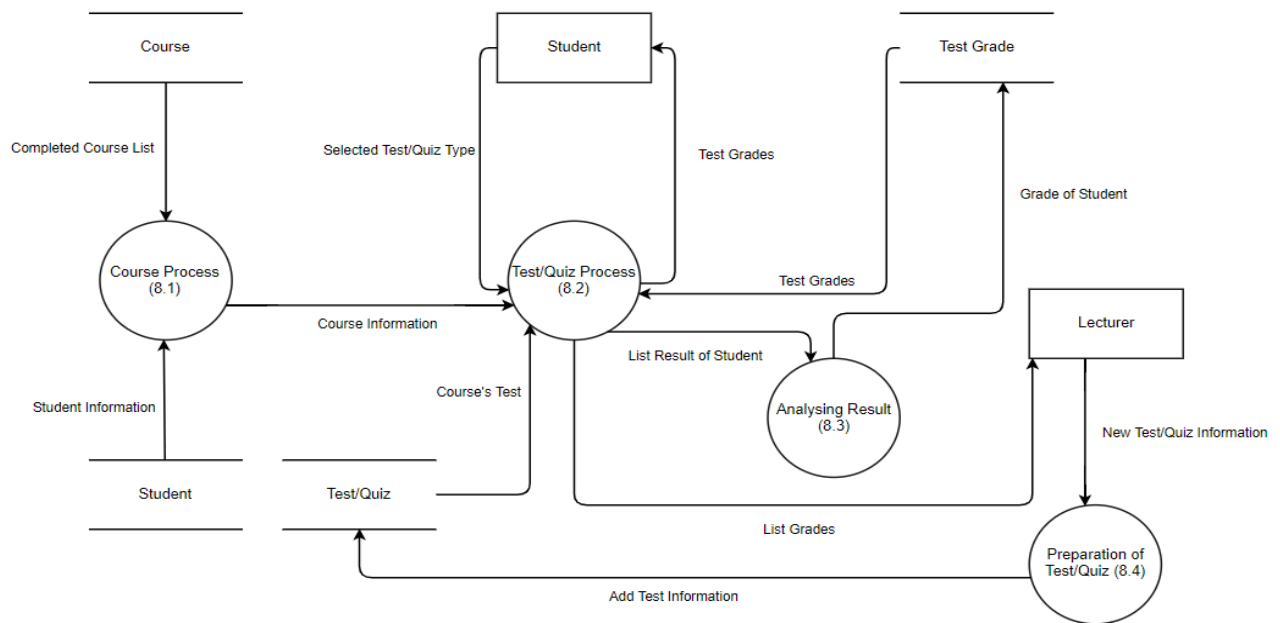 Course
Student
Test Grade
Completed Course List
Selected Test/Quiz Type
Test Grades
Grade of Student
Course Process
(8.1)
Test/Quiz Process
(8.2)
Test Grades
Course Information
Lecturer
List Result of Student
Course's Test
Student Information
Analysing Result
(8.3)
New Test/Quiz Information
Student
Test/Quiz
List Grades
Preparation of
Test/Quiz (8.4)
Add Test Information